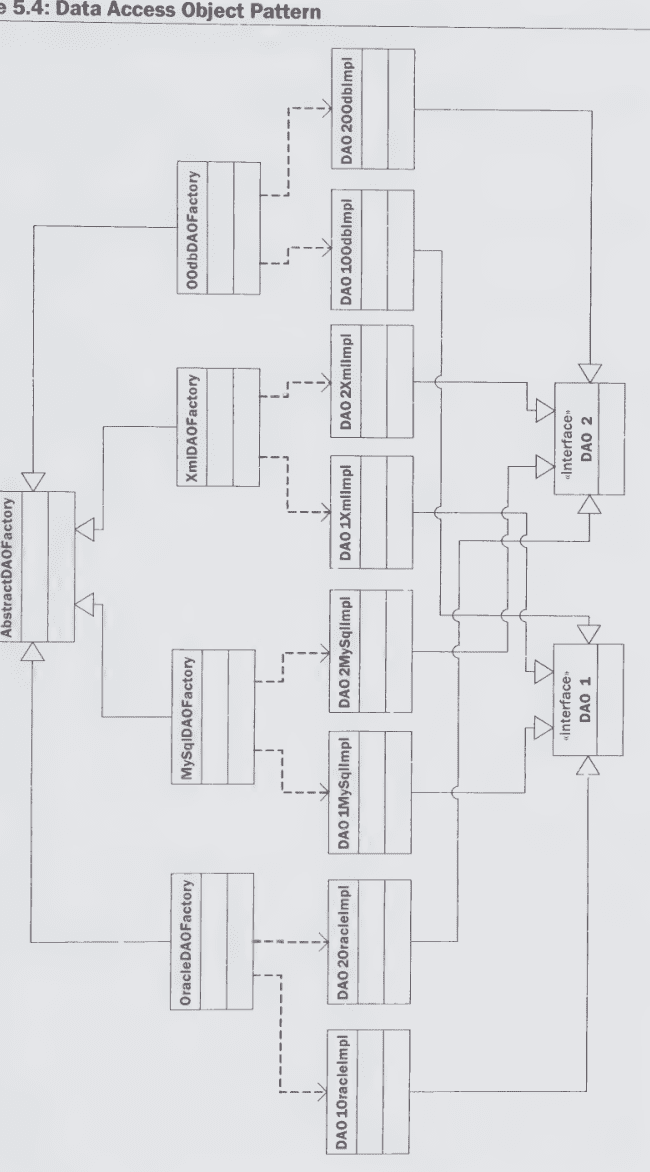 e 5.4: Data Access Object Pattern
AbstractDAOFactory
OracleDAOFactory
MySqlDAOFactory
XmlDAOFactory
OOdbDAOFactory
DAO 1OracleImpl
DAO 2OracleImpl
DAO 1MySqlImpl
DAO 2MySqlImpl
DAO 1XmlImpl
DAO 2XmlImpl
DAO 1OOdbImpl
DAO 2OOdbImpl
«Interface»
DAO 1
«Interface»
DAO 2